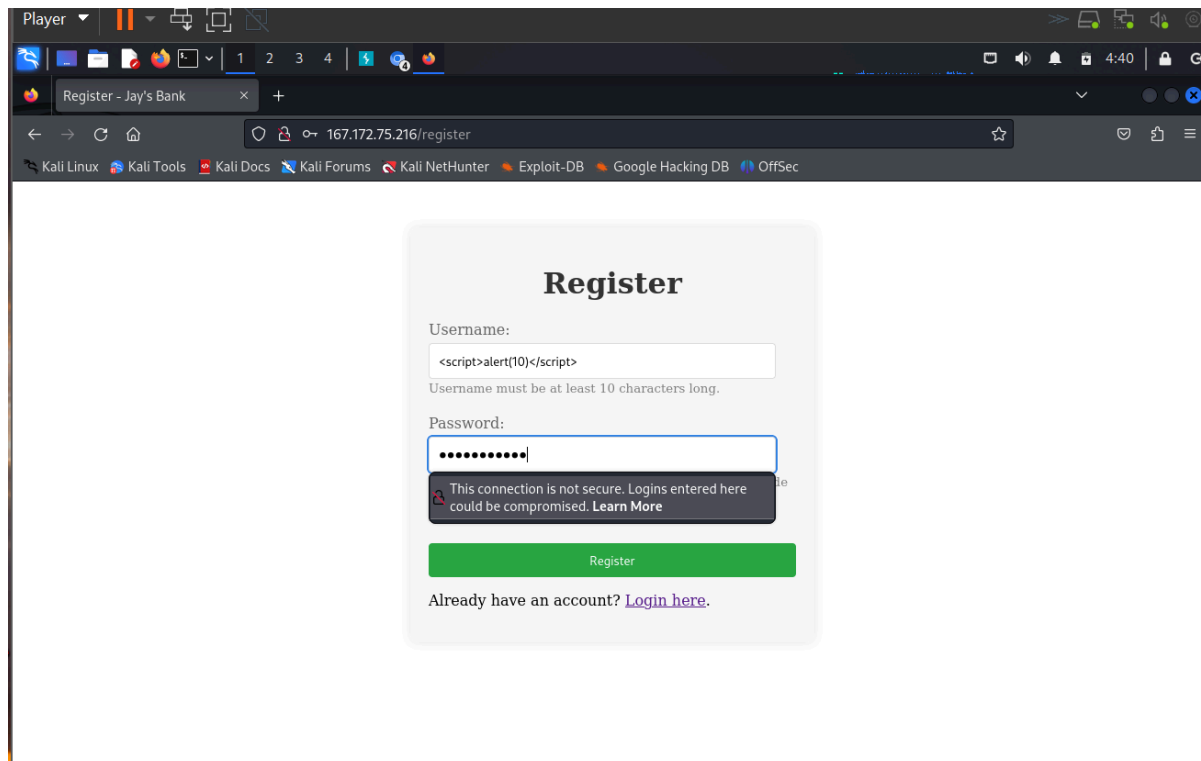 Player
1 2 3 4
4:40
Register - Jay's Bank
167.172.75.216/register
Kali Linux Kali Tools Kali Docs Kali Forums Kali NetHunter Exploit-DB Google Hacking DB OffSec
Register
Username:
<script>alert(10)</script>
Username must be at least 10 characters long.
Password:
This connection is not secure. Logins entered here
could be compromised. Learn More
Register
Already have an account? Login here.